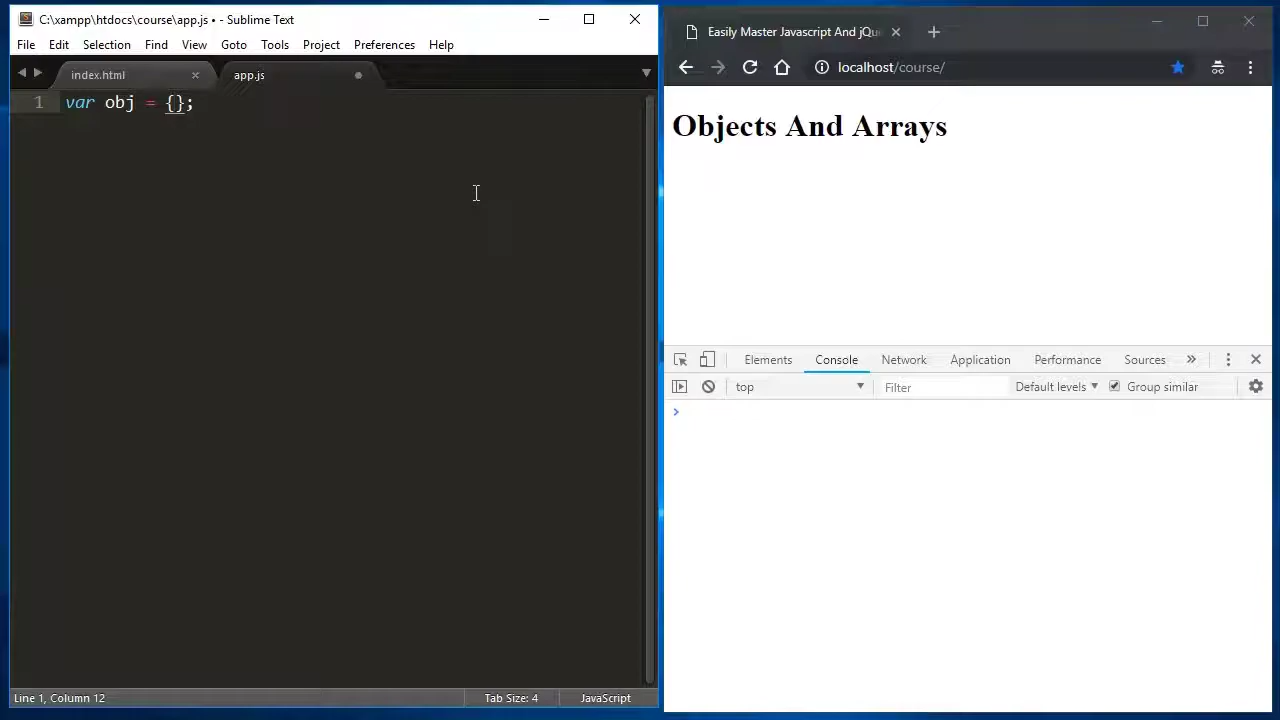 C:\xampp\htdocs\course\app.js • - Sublime Text
File Edit Selection Find View Goto Tools Project Preferences Help
index.html × app.js
1 var obj = {};
Line 1, Column 12 Tab Size: 4 JavaScript
Easily Master Javascript And jQu
localhost/course/
Objects And Arrays
Elements Console Network Application Performance Sources »
top Filter Default levels Group similar